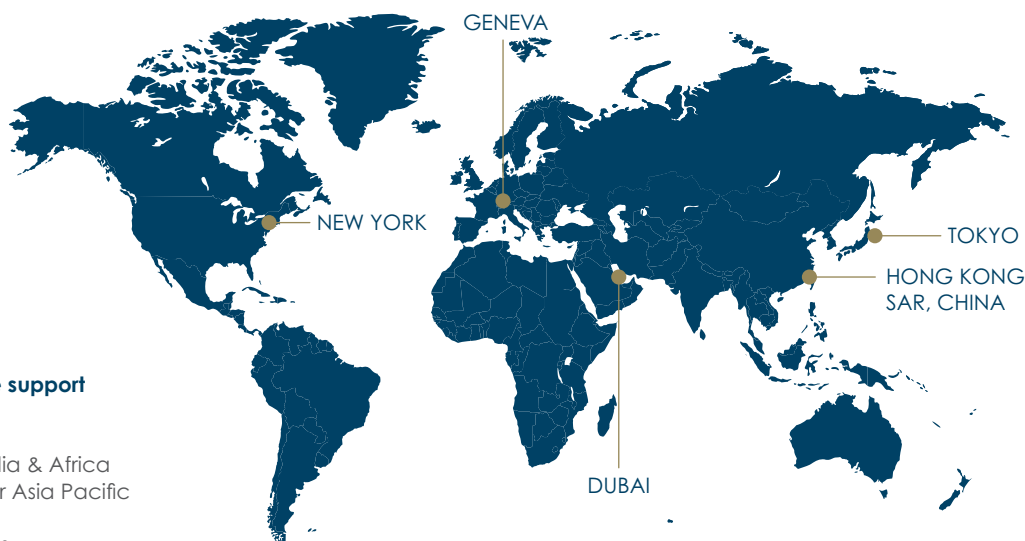 GENEVA
NEW YORK
TOKYO
HONG KONG
SAR, CHINA
support
& Africa
Asia Pacific
DUBAI